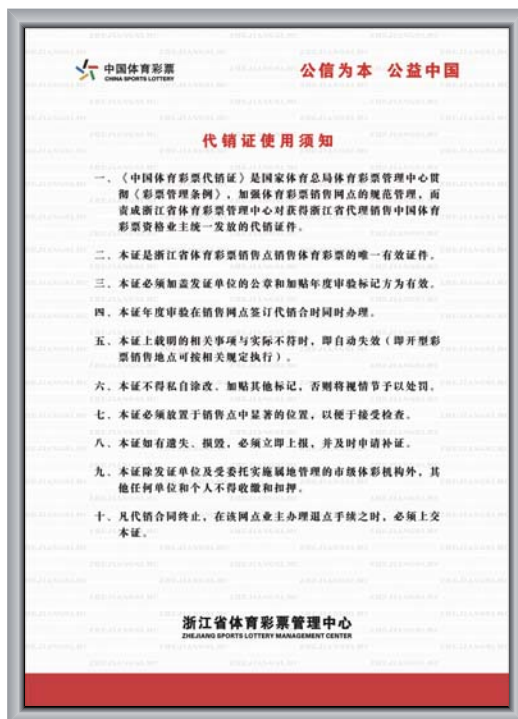 中国体育彩票 公信为本 公益中国
CHINA SPORTS LOTTERY
代销证使用须知
一、《中国体育彩票代销证》是国家体育总局体育彩票管理中心贯
彻《彩票管理条例》，加强体育彩票销售网点的规范管理，而
责成浙江省体育彩票管理中心对获得浙江省代理销售中国体育
彩票资格业主统一发放的代销证件。
二、本证是浙江省体育彩票销售点销售体育彩票的唯一有效证件。
三、本证必须加盖发证单位的公章和加贴年度审验标记方为有效。
四、本证年度审验在销售网点签订代销合时同时办理。
五、本证上载明的相关事项与实际不符时，即自动失效（即开型彩
票销售地点可按相关规定执行）。
六、本证不得私自涂改、加贴其他标记，否则将视情节予以处罚。
七、本证必须放置于销售点中显著的位置，以便于接受检查。
八、本证如有遗失、损毁，必须立即上报，并及时申请补证。
九、本证除发证单位及受委托实施属地管理的市级体彩机构外，其
他任何单位和个人不得收缴和扣押。
十、凡代销合同终止，在该网点业主办理退点手续之时，必须上交
本证。
浙江省体育彩票管理中心
ZHEJIANG SPORTS LOTTERY MANAGEMENT CENTER